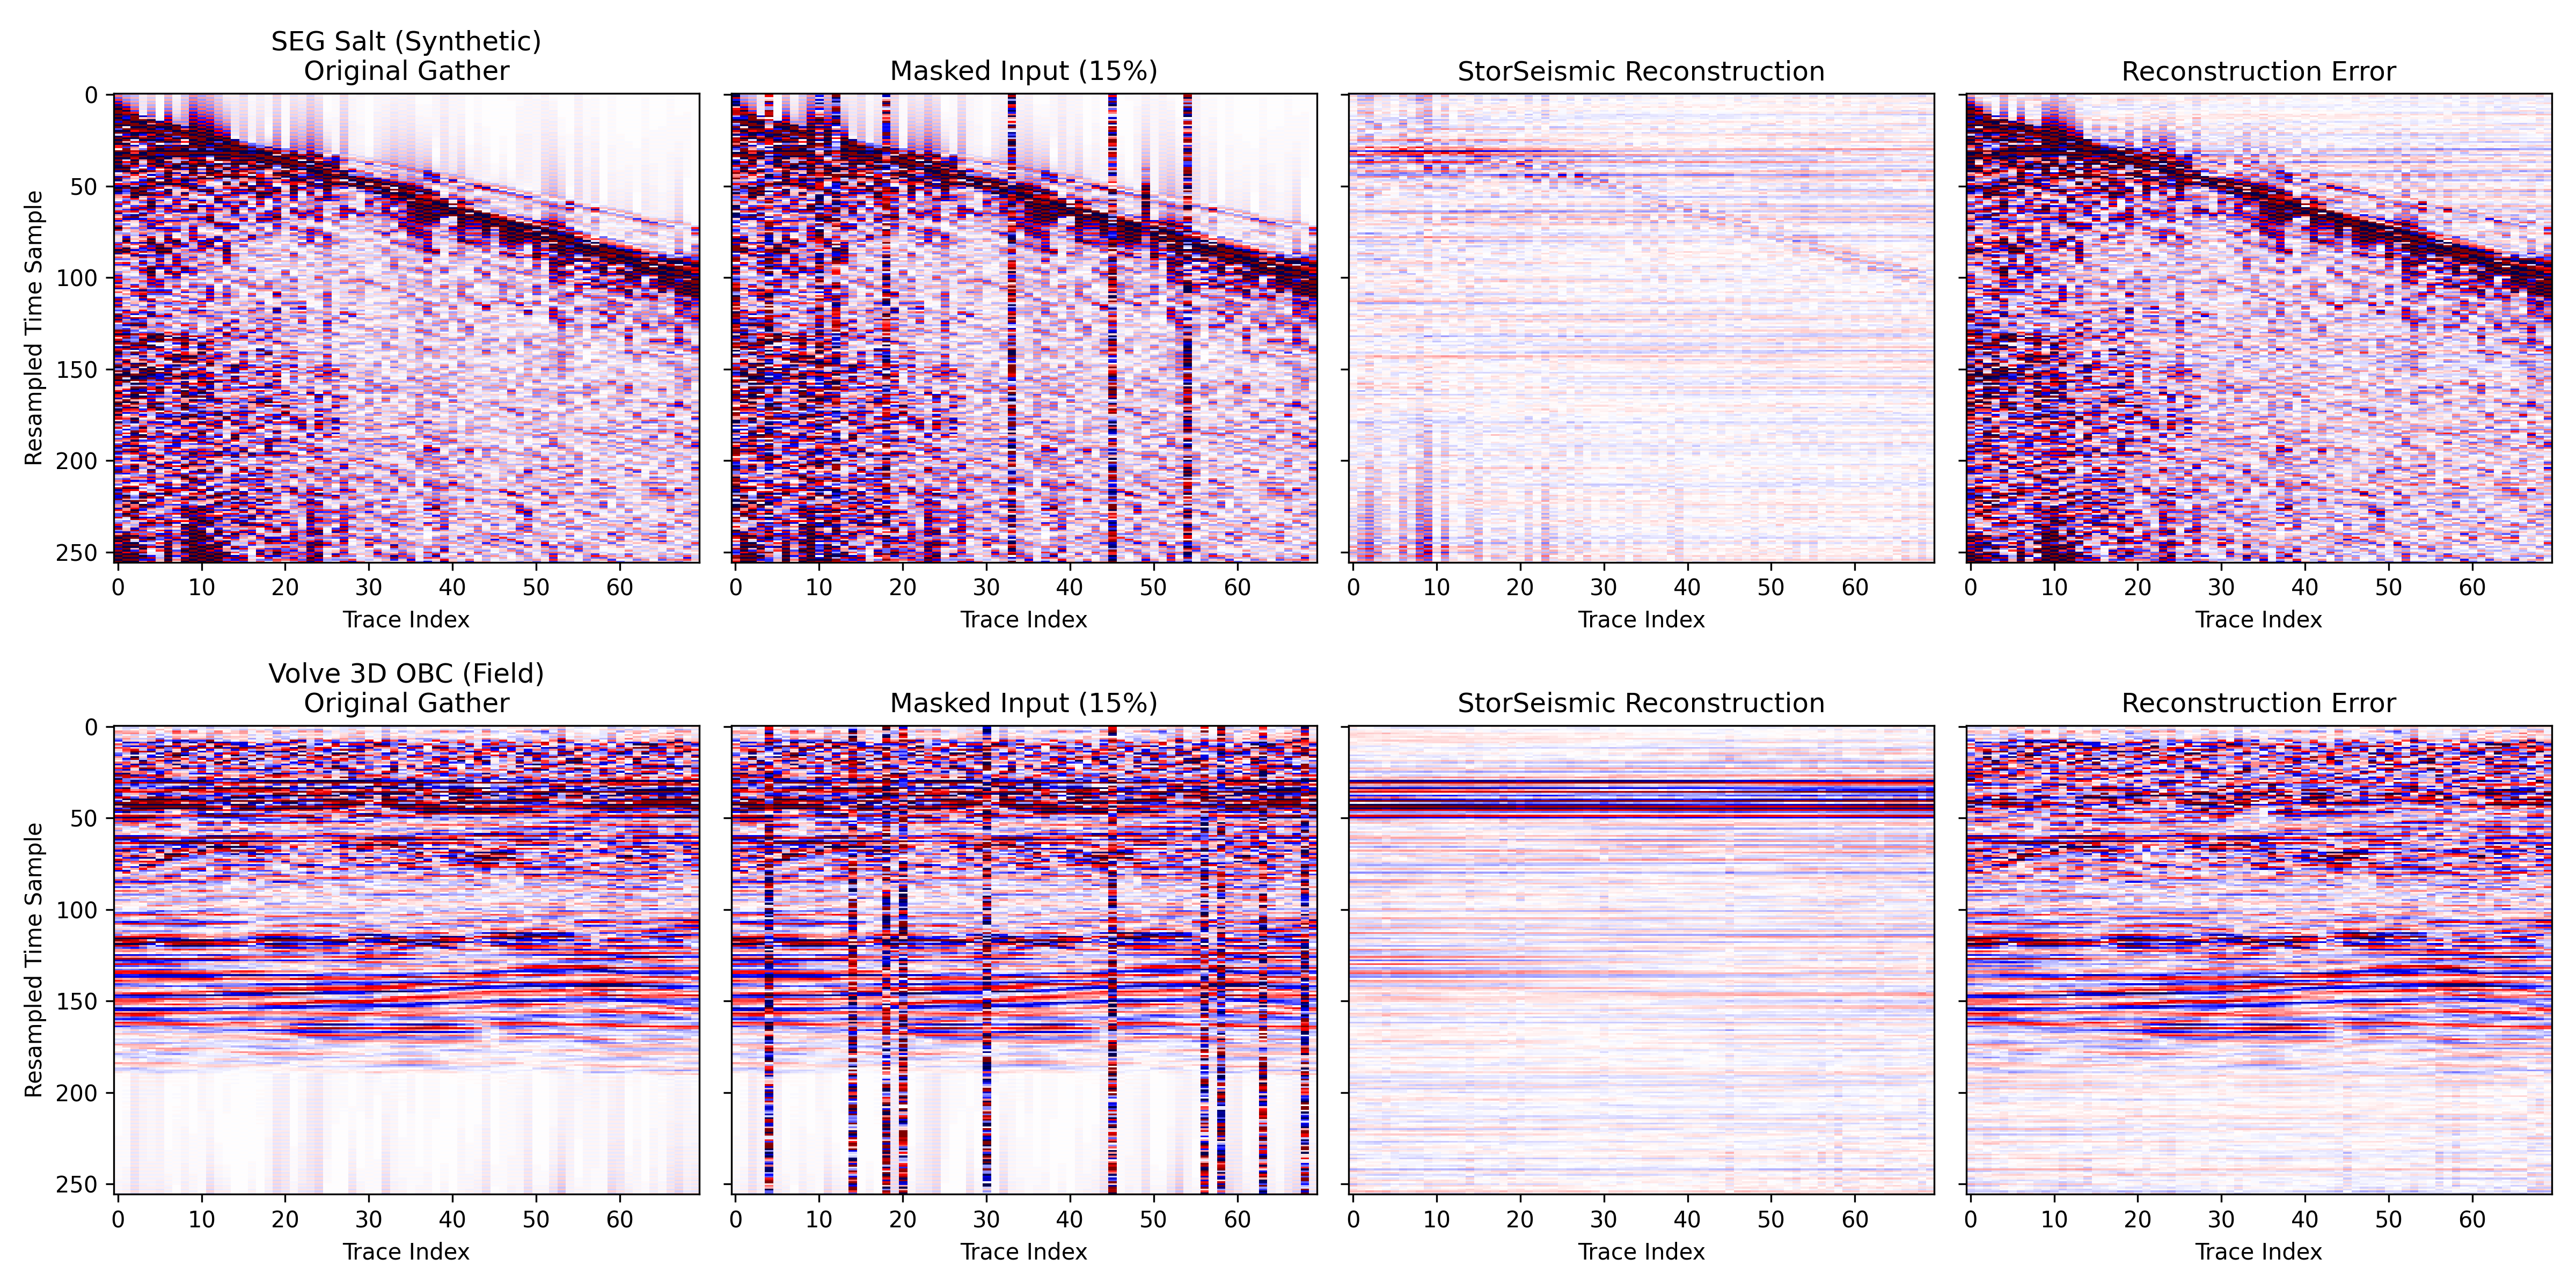 SEG Salt (Synthetic)
Original Gather
Masked Input (15%)
StorSeismic Reconstruction
Reconstruction Error
Resampled Time Sample
0
50
100
150
200
250
0 10 20 30 40 50 60
0 10 20 30 40 50 60
0 10 20 30 40 50 60
0 10 20 30 40 50 60
Trace Index
Trace Index
Trace Index
Trace Index
Volve 3D OBC (Field)
Original Gather
Masked Input (15%)
StorSeismic Reconstruction
Reconstruction Error
Resampled Time Sample
0
50
100
150
200
250
0 10 20 30 40 50 60
0 10 20 30 40 50 60
0 10 20 30 40 50 60
0 10 20 30 40 50 60
Trace Index
Trace Index
Trace Index
Trace Index